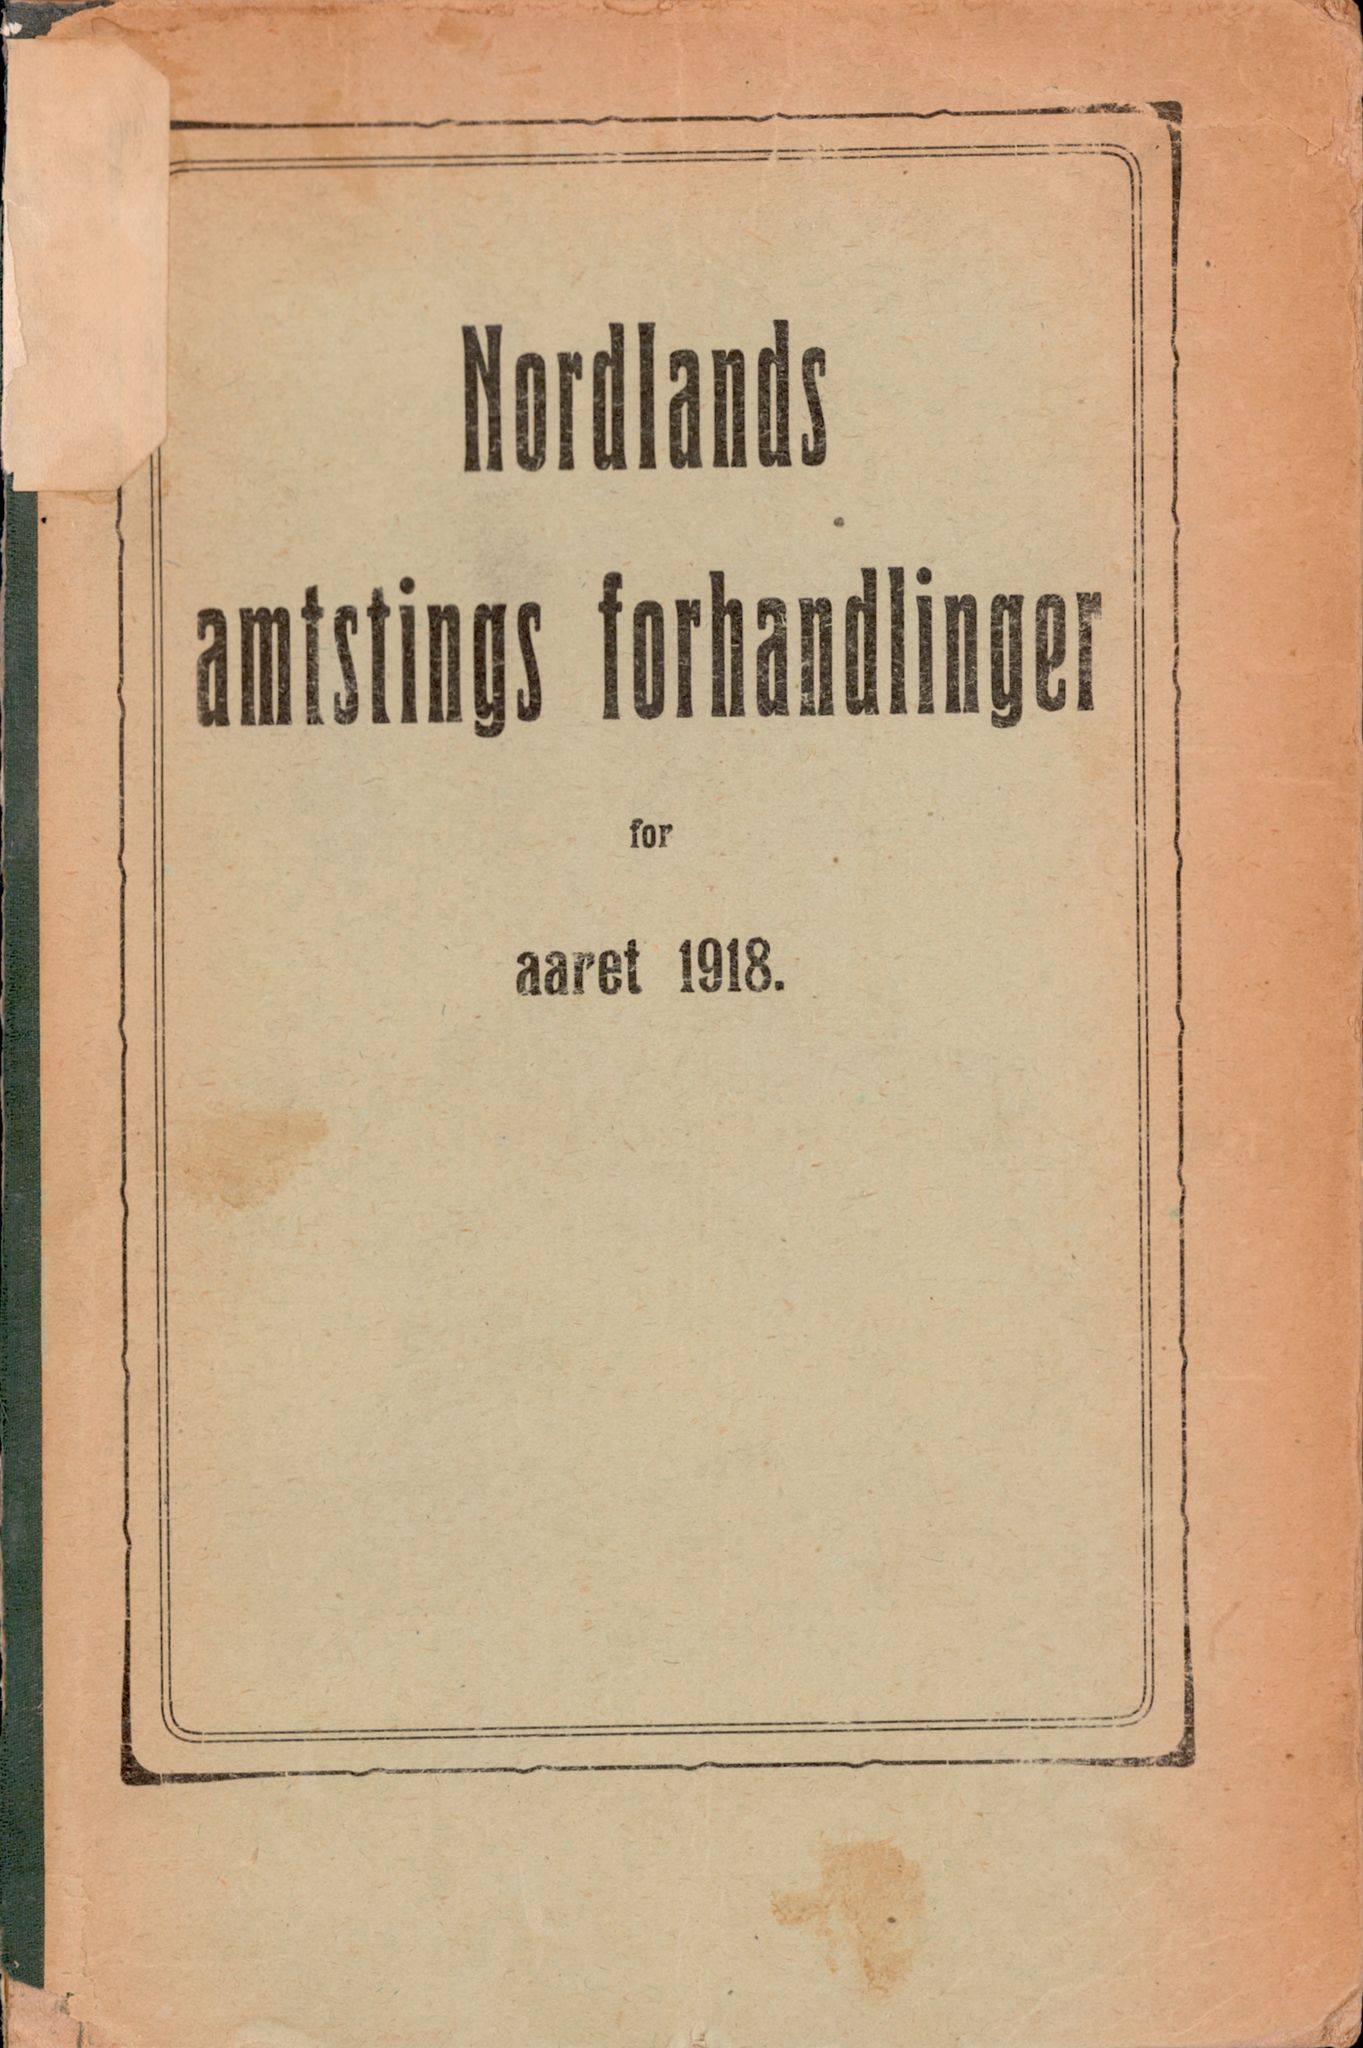 Nordlands
amtstings forhandlinger
for
aaret 1918.